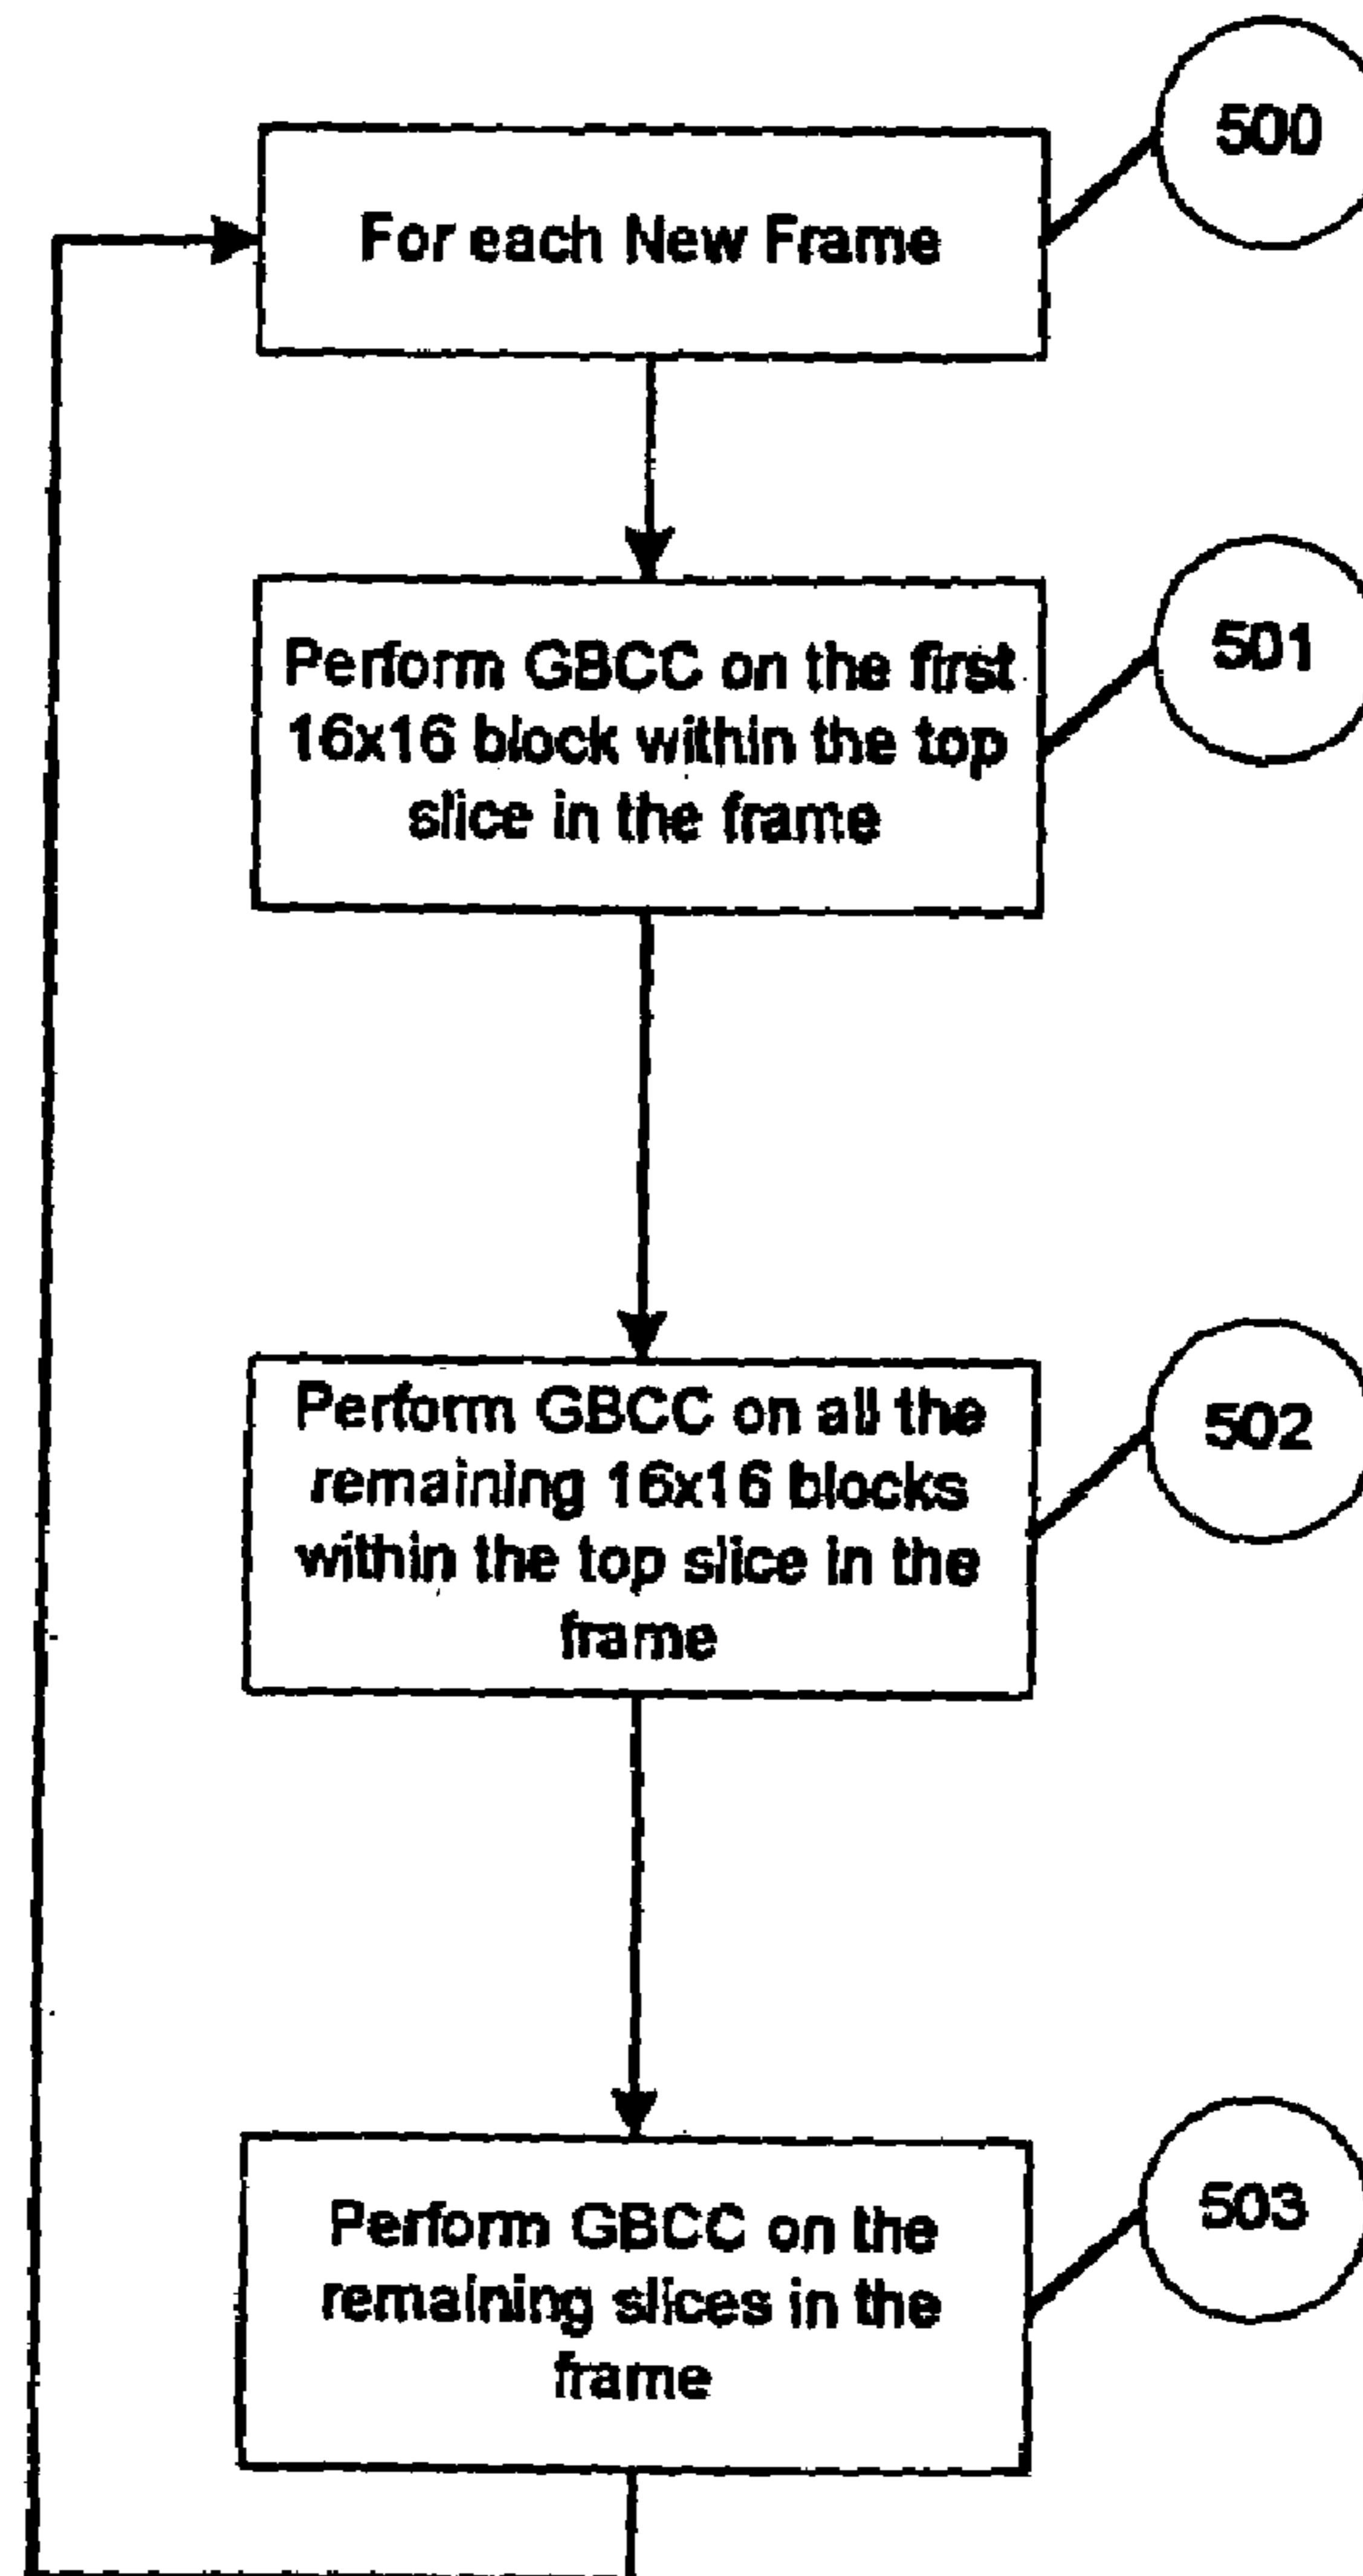 500
For each New Frame
501
Perform GBCC on the first
16x16 block within the top
slice in the frame
502
Perform GBCC on all the
remaining 16x16 blocks
within the top slice in the
frame
503
Perform GBCC on the
remaining slices in the
frame